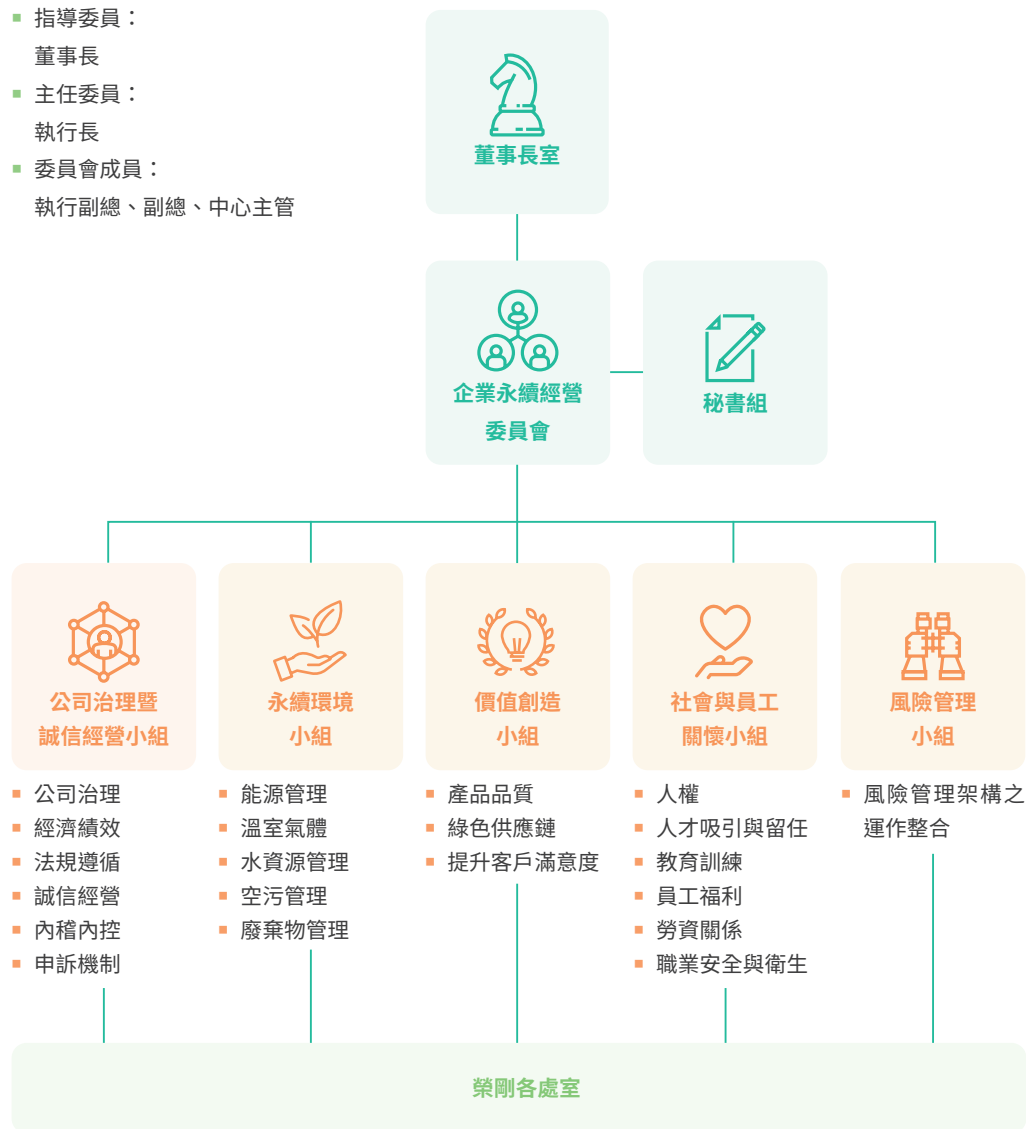 指導委員：
董事長
主任委員：
執行長
委員會成員：
執行副總、副總、中心主管
董事長室
企業永續經營
委員會
秘書組
公司治理暨
誠信經營小組
公司治理
經濟績效
法規遵循
誠信經營
內稽內控
申訴機制
永續環境
小組
能源管理
溫室氣體
水資源管理
空污管理
廢棄物管理
價值創造
小組
產品品質
綠色供應鏈
提升客戶滿意度
社會與員工
關懷小組
人權
人才吸引與留任
教育訓練
員工福利
勞資關係
職業安全與衛生
風險管理
小組
風險管理架構之
運作整合
榮剛各處室